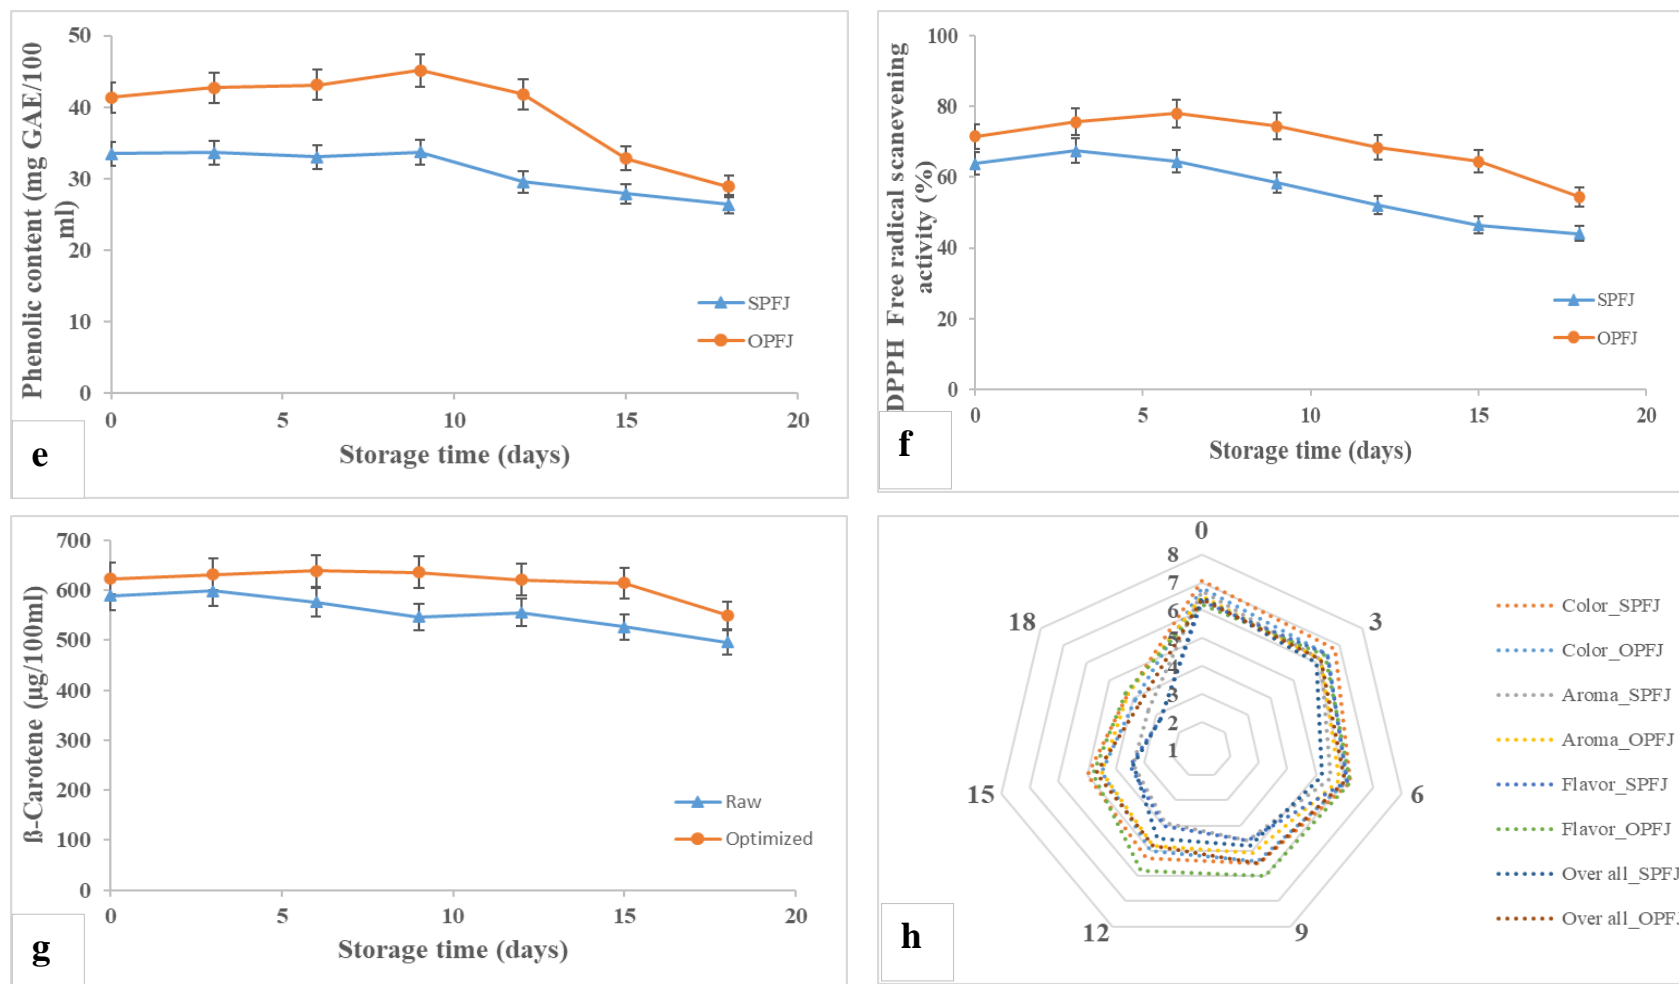 Phenolic content (mg GAE/100
ml)
50
40
30
20
10
0
0 5 10 15 20
Storage time (days)
SPFJ
OPFJ
e
DPPH Free radical scanevening
activity (%)
100
80
60
40
20
0
0 5 10 15 20
Storage time (days)
SPFJ
OPFJ
f
ß-Carotene (µg/100ml)
700
600
500
400
300
200
100
0
0 5 10 15 20
Storage time (days)
Raw
Optimized
g
0
3
6
9
12
15
18
8
7
6
5
4
3
2
1
Color_SPFJ
Color_OPFJ
Aroma_SPFJ
Aroma_OPFJ
Flavor_SPFJ
Flavor_OPFJ
Over all_SPFJ
Over all_OPFJ
h